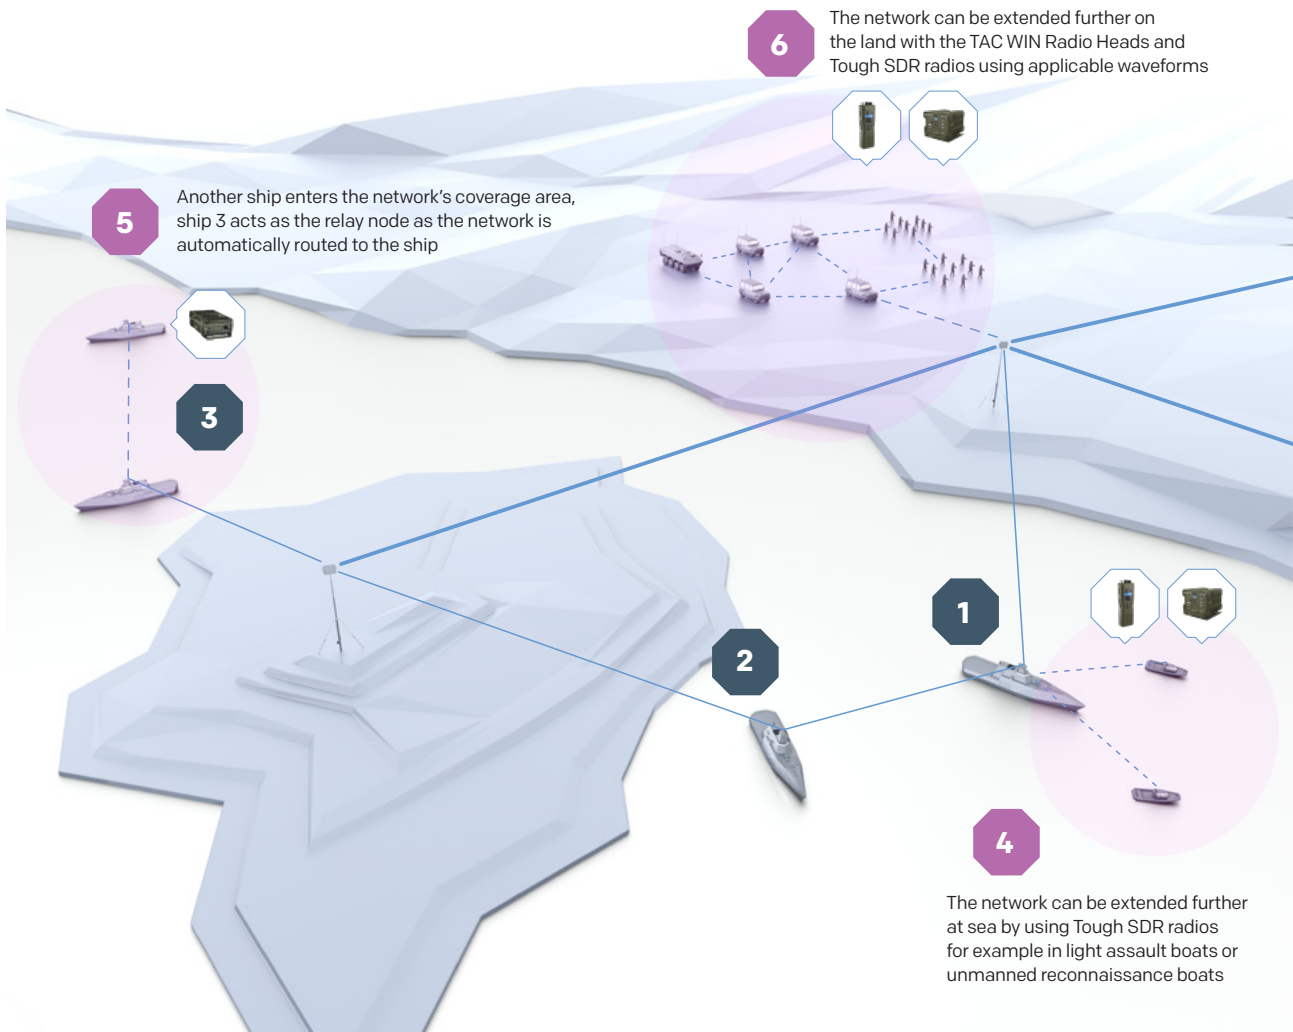 6
The network can be extended further on
the land with the TAC WIN Radio Heads and
Tough SDR radios using applicable waveforms
5
Another ship enters the network's coverage area,
ship 3 acts as the relay node as the network is
automatically routed to the ship
3
1
2
4
The network can be extended further
at sea by using Tough SDR radios
for example in light assault boats or
unmanned reconnaissance boats